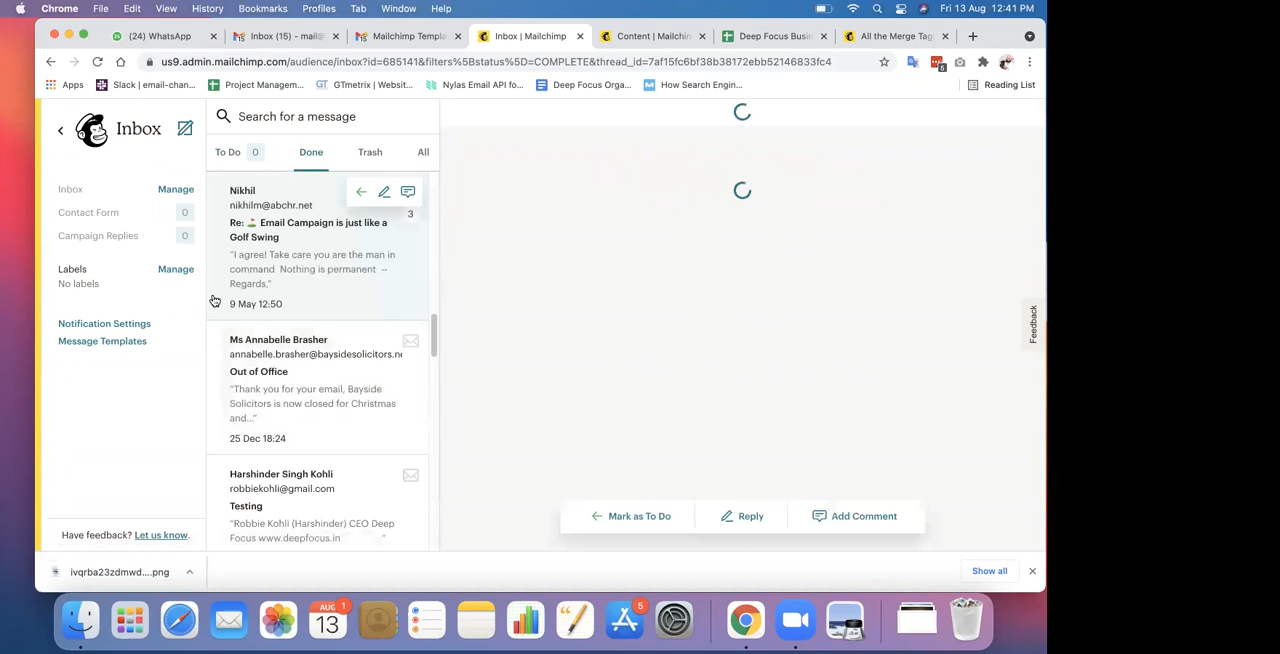 Chrome File Edit View History Bookmarks Profiles Tab Window Help Fri 13 Aug 12:41 PM
(24) WhatsApp Inbox (15) - mail@ Mailchimp Templa Inbox | Mailchimp Content | Mailchin Deep Focus Busin All the Merge Tag
us9.admin.mailchimp.com/audience/inbox?id=685141&filters%5Bstatus%5D=COMPLETE&thread_id=7af15fc6bf38b38172ebb52146833fc4 6
Apps Slack | email-chan... Project Managem... GTmetrix | Websit... Nylas Email API fo... Deep Focus Orga... How Search Engin... Reading List
Inbox
Inbox Manage
Contact Form 0
Campaign Replies 0
Labels Manage
No labels
Notification Settings
Message Templates
Have feedback? Let us know.
Search for a message
To Do 0 Done Trash All
Nikhil
nikhilm@abchr.net
3
Re: ⛳ Email Campaign is just like a
Golf Swing
“I agree! Take care you are the man in
command Nothing is permanent --
Regards,”
9 May 12:50
Ms Annabelle Brasher
annabelle.brasher@baysidesolicitors.ne
Out of Office
“Thank you for your email, Bayside
Solicitors is now closed for Christmas
and...”
25 Dec 18:24
Harshinder Singh Kohli
robbiekohli@gmail.com
Testing
“Robbie Kohli (Harshinder) CEO Deep
Focus www.deepfocus.in ”
Mark as To Do Reply Add Comment
Feedback
ivqrba23zdmwd....png Show all
AUG 1
13
5